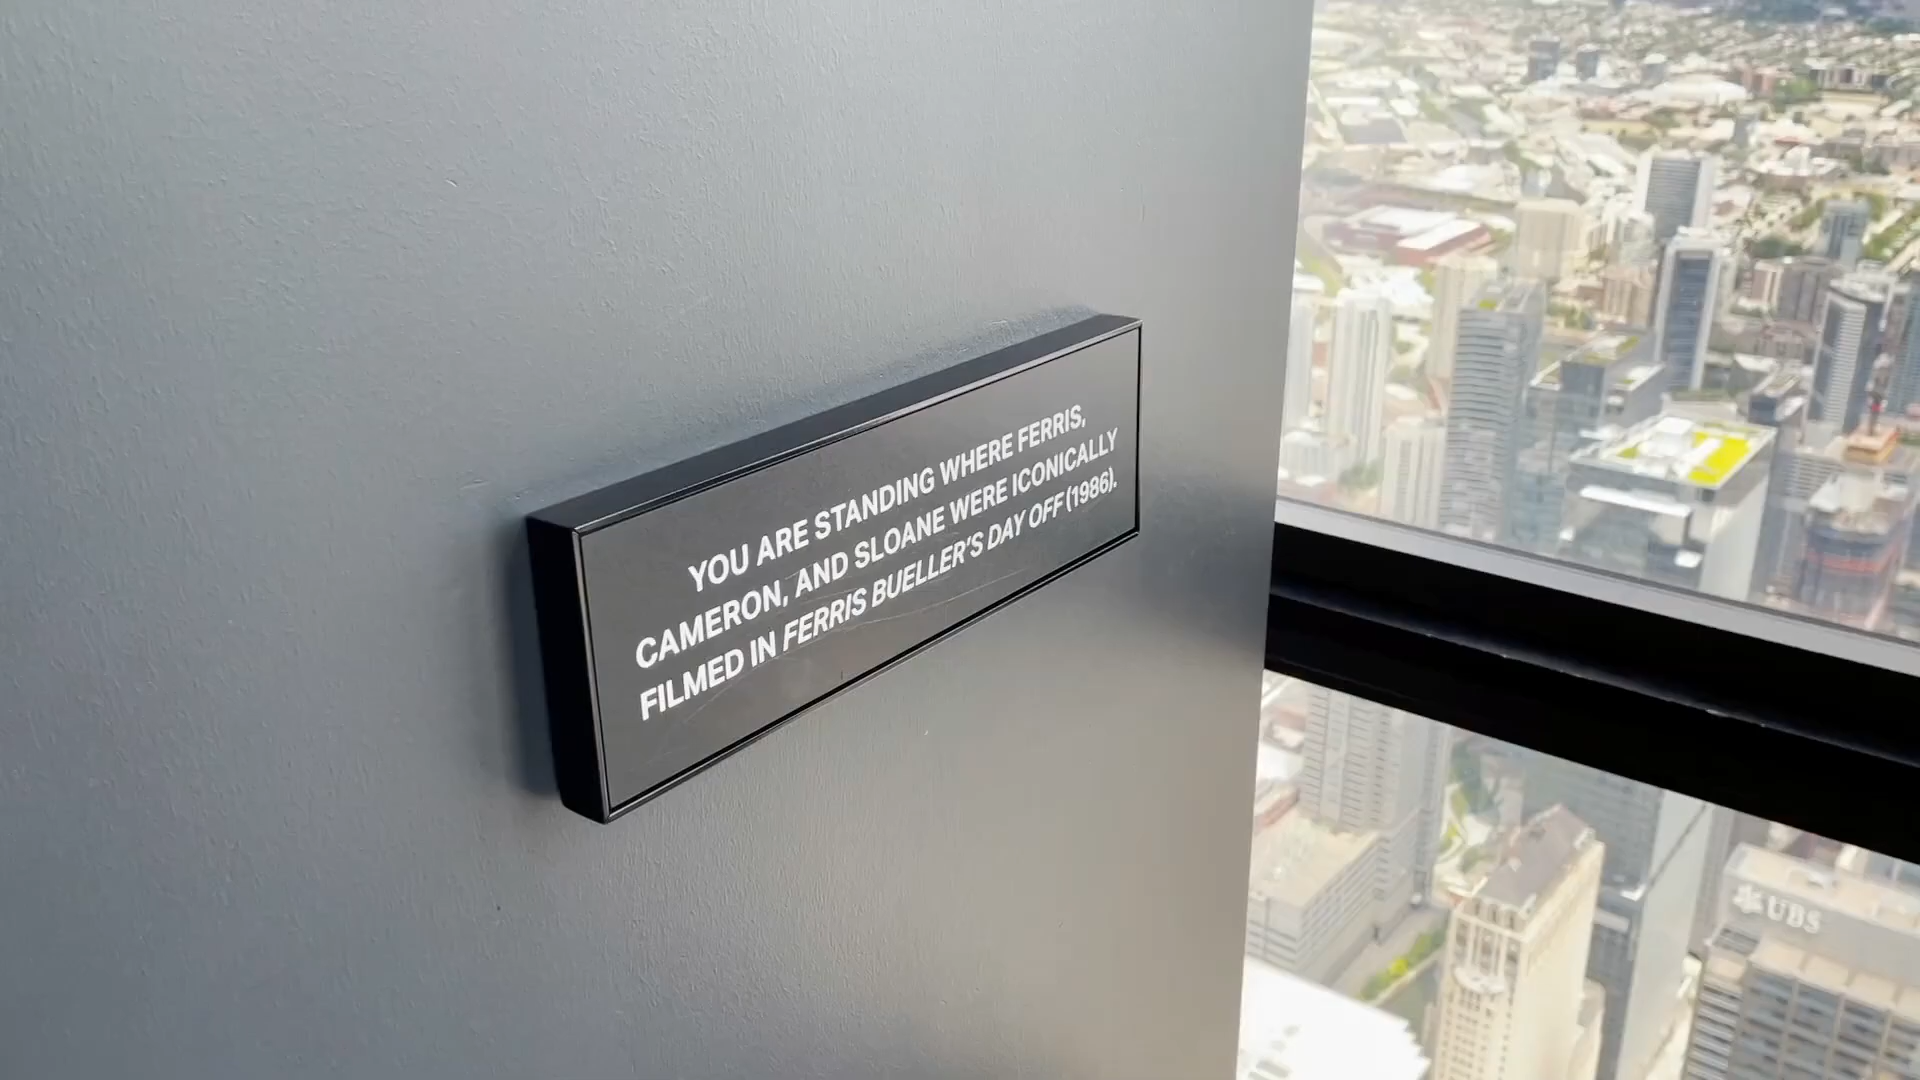 YOU ARE STANDING WHERE FERRIS,
CAMERON, AND SLOANE WERE ICONICALLY
FILMED IN FERRIS BUELLER'S DAY OFF (1986).
UBS